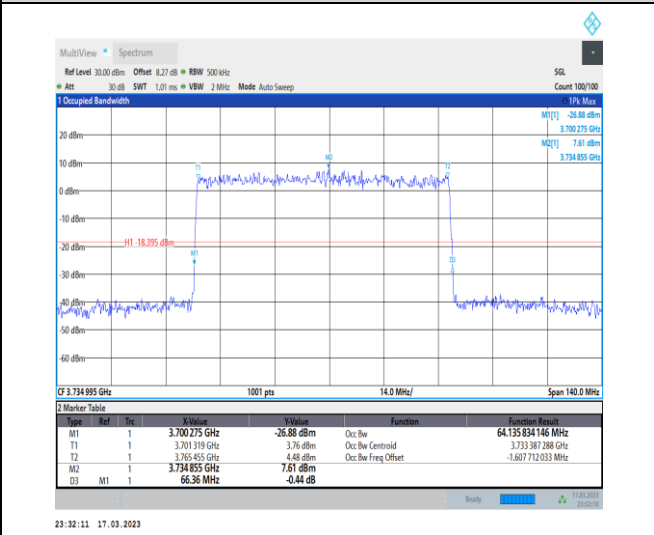 MultiView Spectrum
Ref Level 30.00 dBm Offset 8.27 dB RBW 500 kHz SGL
Att 30 dB SWT 1.01 ms VBW 2 MHz Mode Auto Sweep Count 100/100
1 Occupied Bandwidth 1Pk Max
M1[1] -26.88 dBm
3.700 275 GHz
20 dBm M2[1] 7.61 dBm
3.734 855 GHz
M2
10 dBm T1 T2
0 dBm
-10 dBm
-20 dBm H1 -18.395 dBm
M1 D3
-30 dBm
-40 dBm
-50 dBm
-60 dBm
CF 3.734 995 GHz 1001 pts 14.0 MHz/ Span 140.0 MHz
2 Marker Table
Type Ref Trc X-Value Y-Value Function Function Result
M1 1 3.700 275 GHz -26.88 dBm Occ Bw 64.135 834 146 MHz
T1 1 3.701 319 GHz 3.76 dBm Occ Bw Centroid 3.733 387 288 GHz
T2 1 3.765 455 GHz 4.48 dBm Occ Bw Freq Offset -1.607 712 033 MHz
M2 1 3.734 855 GHz 7.61 dBm
D3 M1 1 66.36 MHz -0.44 dB
Ready 17.03.2023
23:32:10
23:32:11 17.03.2023